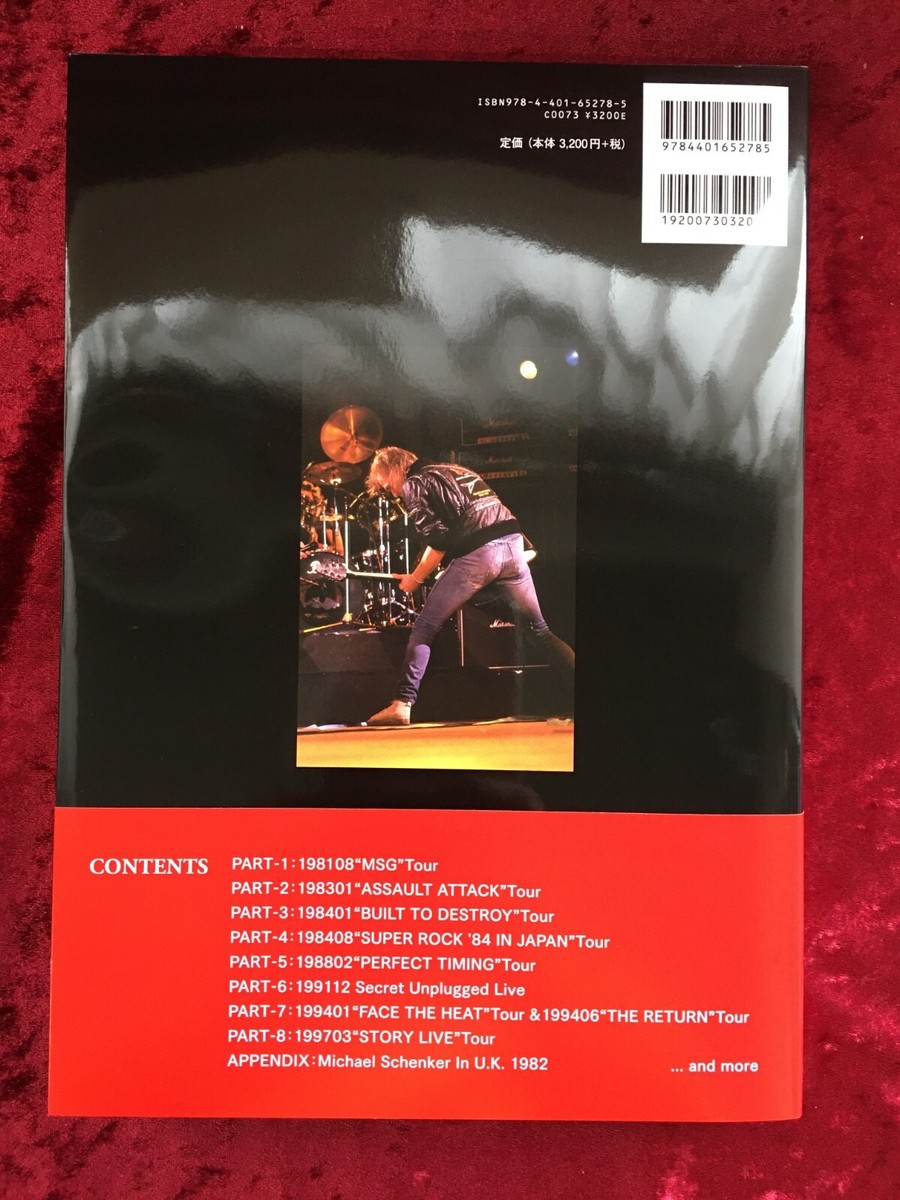 ISBN978-4-401-65278-5
C0073 ¥3200E
定価（本体 3,200円+税）
9784401652785
19200730320
Marshall
CONTENTS
PART-1:198108“MSG”Tour
PART-2:198301“ASSAULT ATTACK”Tour
PART-3:198401“BUILT TO DESTROY”Tour
PART-4:198408“SUPER ROCK '84 IN JAPAN”Tour
PART-5:198802“PERFECT TIMING”Tour
PART-6:199112 Secret Unplugged Live
PART-7:199401“FACE THE HEAT”Tour &199406“THE RETURN”Tour
PART-8:199703“STORY LIVE”Tour
APPENDIX:Michael Schenker In U.K. 1982
... and more